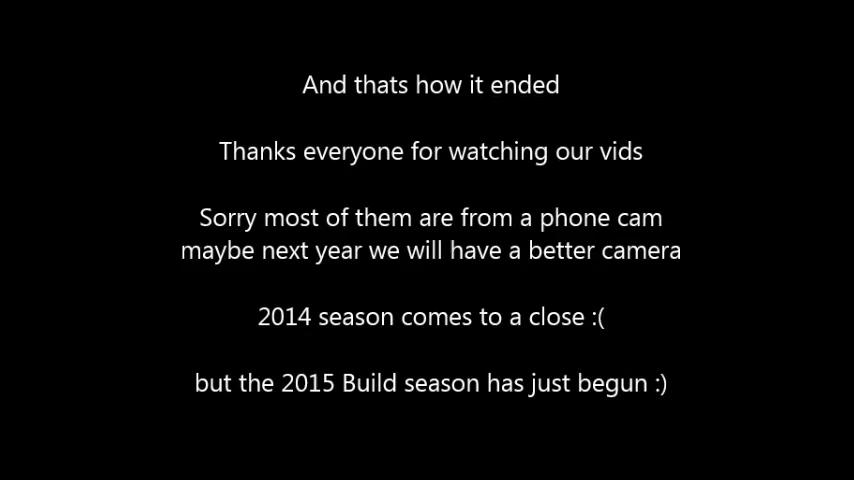 And thats how it ended
Thanks everyone for watching our vids
Sorry most of them are from a phone cam
maybe next year we will have a better camera
2014 season comes to a close :(
but the 2015 Build season has just begun :)